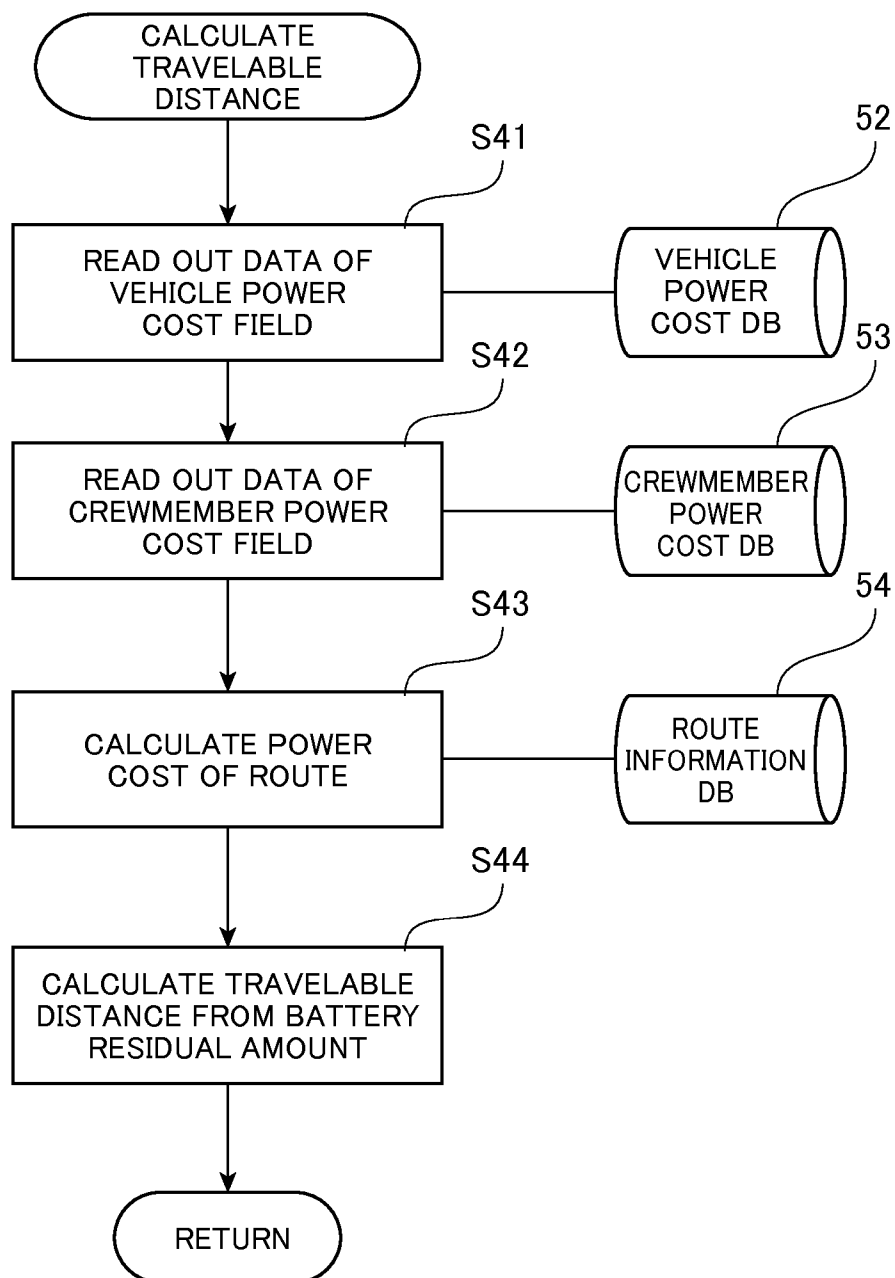 CALCULATE
TRAVELABLE
DISTANCE
S41
52
READ OUT DATA OF
VEHICLE POWER
COST FIELD
VEHICLE
POWER
COST DB
S42
53
READ OUT DATA OF
CREWMEMBER POWER
COST FIELD
CREWMEMBER
POWER
COST DB
S43
54
CALCULATE POWER
COST OF ROUTE
ROUTE
INFORMATION
DB
S44
CALCULATE TRAVELABLE
DISTANCE FROM BATTERY
RESIDUAL AMOUNT
RETURN